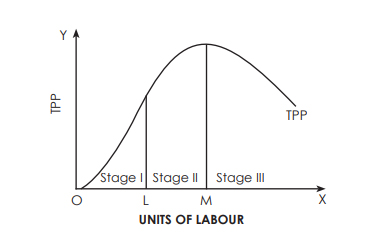 Y
TPP
TPP
Stage I
Stage II
Stage III
O
L
M
X
UNITS OF LABOUR